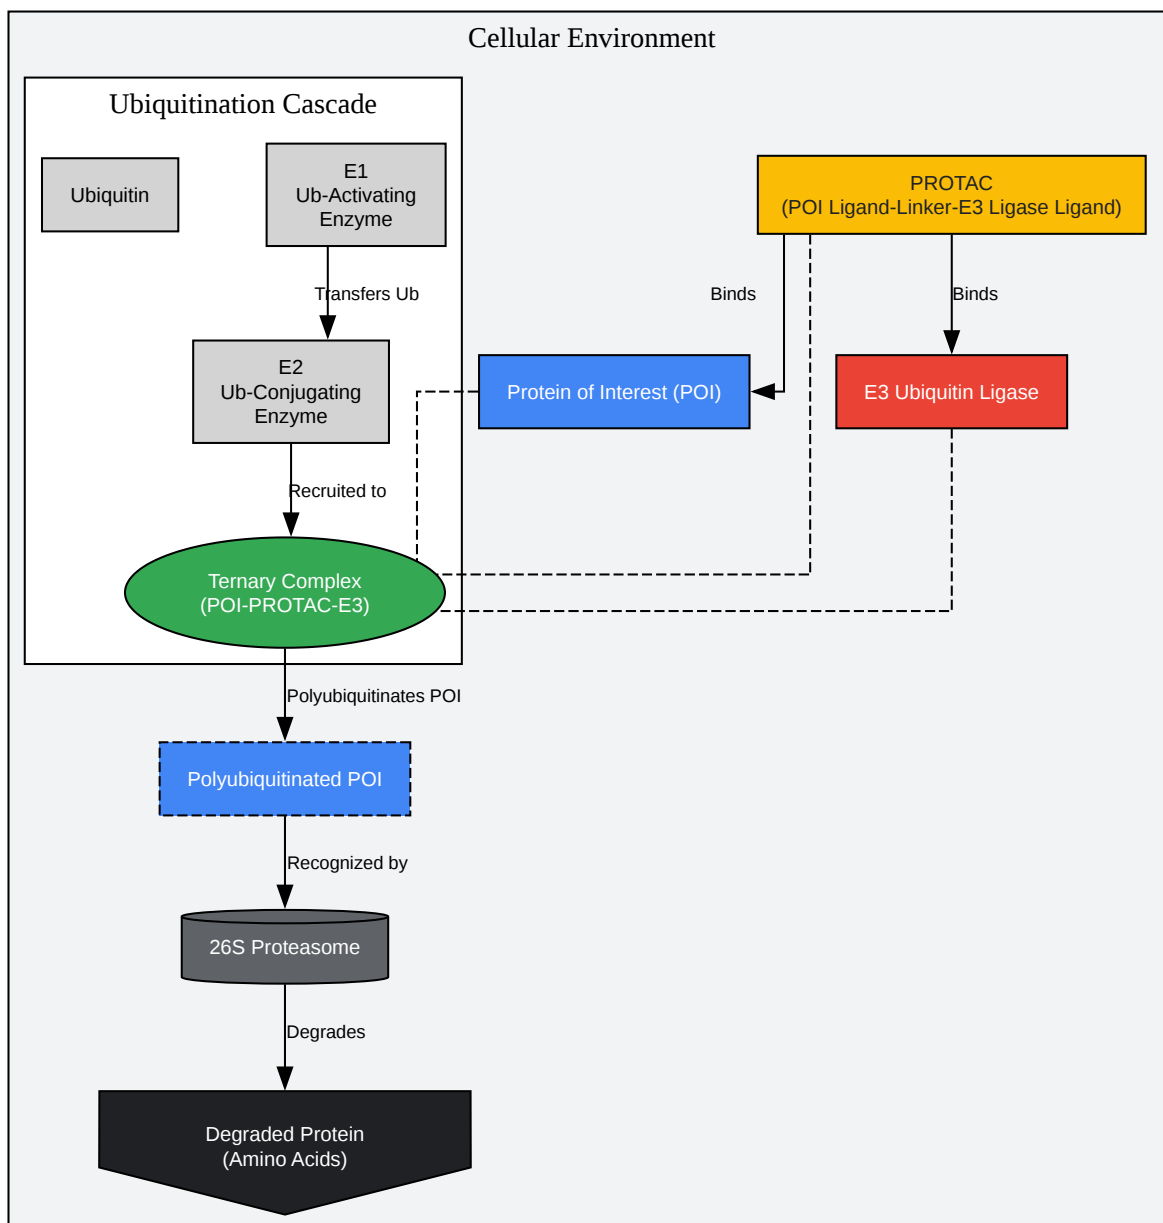 Cellular Environment
Ubiquitination Cascade
Ubiquitin
E1
Ub-Activating
Enzyme
PROTAC
(POI Ligand-Linker-E3 Ligase Ligand)
Transfers Ub
Binds
Binds
E2
Ub-Conjugating
Enzyme
Protein of Interest (POI)
E3 Ubiquitin Ligase
Recruited to
Ternary Complex
(POI-PROTAC-E3)
Polyubiquitinates POI
Polyubiquitinated POI
Recognized by
26S Proteasome
Degrades
Degraded Protein
(Amino Acids)